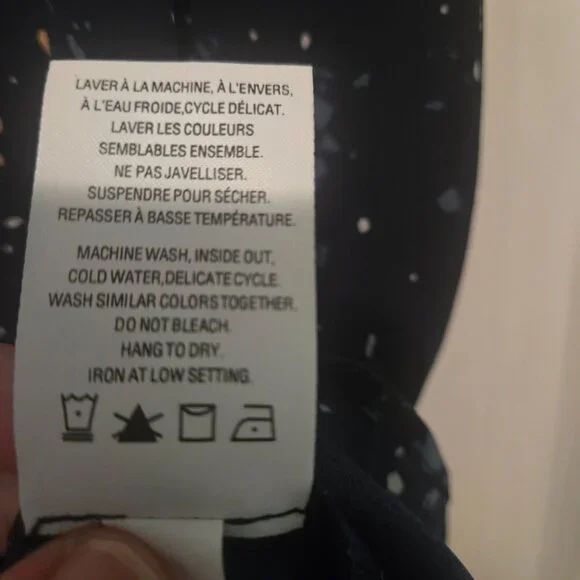 LAVER À LA MACHINE, À L'ENVERS,
À L'EAU FROIDE,CYCLE DÉLICAT.
LAVER LES COULEURS
SEMBLABLES ENSEMBLE.
NE PAS JAVELLISER.
SUSPENDRE POUR SÉCHER.
REPASSER À BASSE TEMPÉRATURE.
MACHINE WASH, INSIDE OUT,
COLD WATER,DELICATE CYCLE.
WASH SIMILAR COLORS TOGETHER.
DO NOT BLEACH.
HANG TO DRY.
IRON AT LOW SETTING.